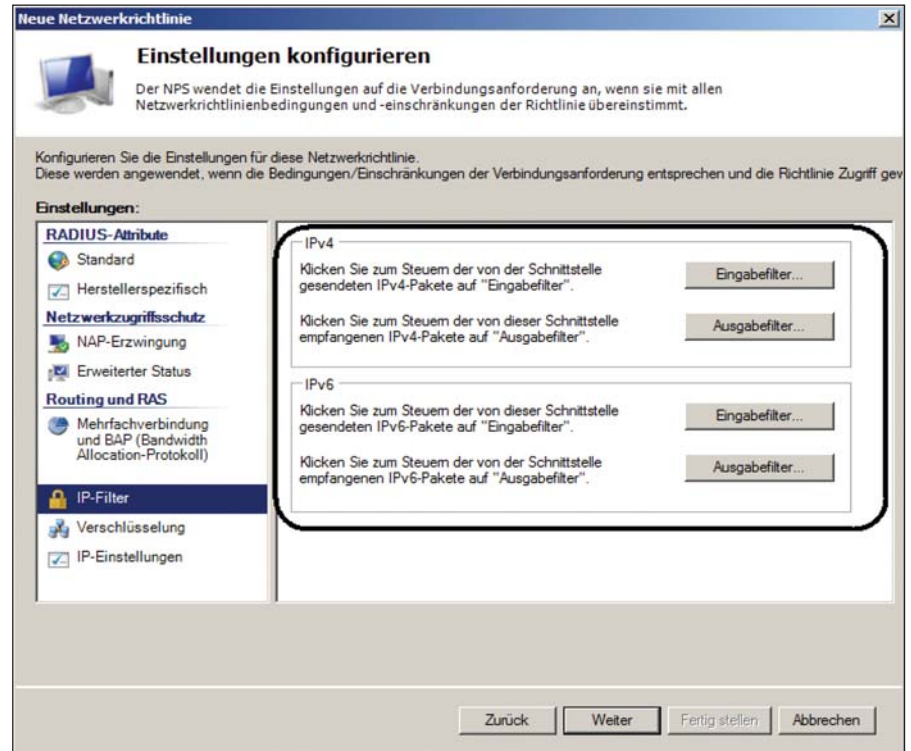 Neue Netzwerkrichtlinie
Einstellungen konfigurieren
Der NPS wendet die Einstellungen auf die Verbindungsanforderung an, wenn sie mit allen
Netzwerkrichtlinienbedingungen und -einschränkungen der Richtlinie übereinstimmt.
Konfigurieren Sie die Einstellungen für diese Netzwerkrichtlinie.
Diese werden angewendet, wenn die Bedingungen/Einschränkungen der Verbindungsanforderung entsprechen und die Richtlinie Zugriff gew
Einstellungen:
RADIUS-Attribute
Standard
Herstellerspezifisch
Netzwerkzugriffsschutz
NAP-Erzwingung
Erweiterter Status
Routing und RAS
Mehrfachverbindung
und BAP (Bandwidth
Allocation-Protokoll)
IP-Filter
Verschlüsselung
IP-Einstellungen
IPv4
Klicken Sie zum Steuern der von der Schnittstelle
gesendeten IPv4-Pakete auf "Eingabefilter".
Eingabefilter...
Klicken Sie zum Steuern der von dieser Schnittstelle
empfangenen IPv4-Pakete auf "Ausgabefilter".
Ausgabefilter...
IPv6
Klicken Sie zum Steuern der von dieser Schnittstelle
gesendeten IPv6-Pakete auf "Eingabefilter".
Eingabefilter...
Klicken Sie zum Steuern der von der Schnittstelle
empfangenen IPv6-Pakete auf "Ausgabefilter".
Ausgabefilter...
Zurück
Weiter
Fertig stellen
Abbrechen